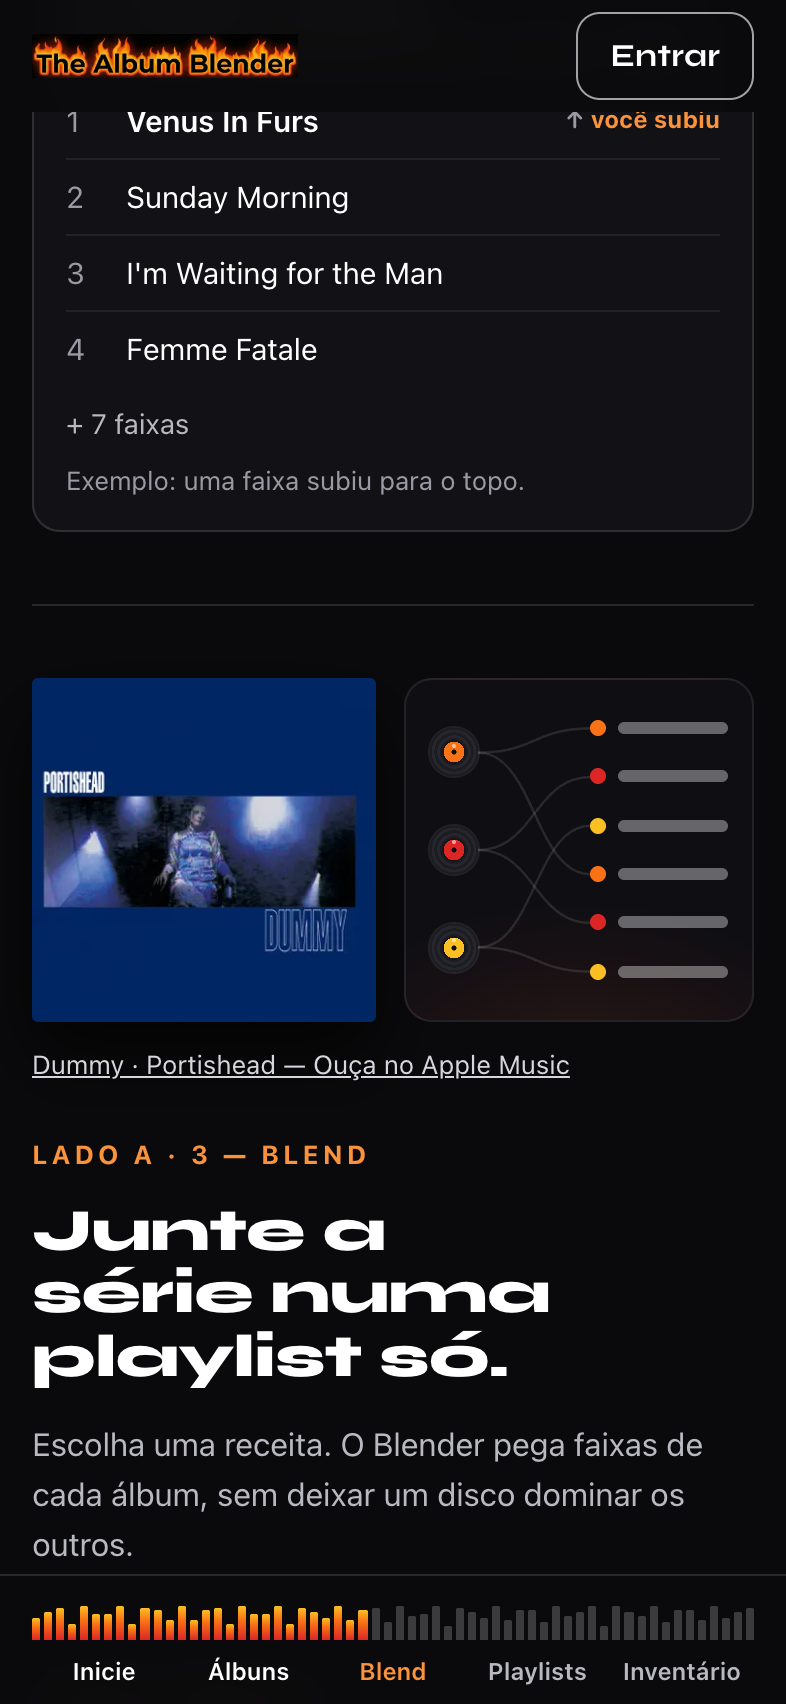 The Album Blender
Entrar
1 Venus In Furs ↑ você subiu
2 Sunday Morning
3 I'm Waiting for the Man
4 Femme Fatale
+ 7 faixas
Exemplo: uma faixa subiu para o topo.
PORTISHEAD
DUMMY
Dummy · Portishead — Ouça no Apple Music
LADO A · 3 — BLEND
Junte a
série numa
playlist só.
Escolha uma receita. O Blender pega faixas de
cada álbum, sem deixar um disco dominar os
outros.
Inicie Álbuns Blend Playlists Inventário